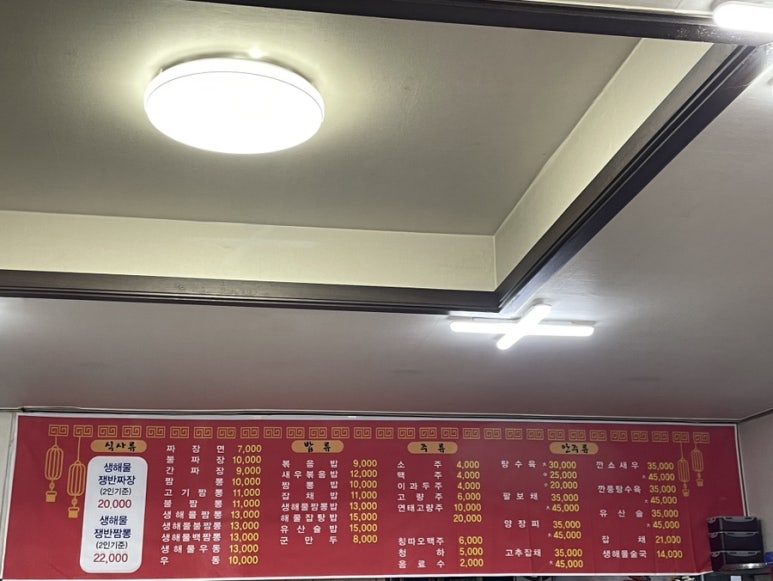 식사류
생해물
쟁반짜장
(2인기준)
20,000
생해물
쟁반짬뽕
(2인기준)
22,000
짜장면 7,000
불짜장 10,000
간짜장 9,000
짬뽕 10,000
고기짬뽕 11,000
불짬뽕 11,000
생해물짬뽕 13,000
생해물불짬뽕 13,000
생해물백짬뽕 13,000
생해물우동 13,000
우동 10,000
밥류
볶음밥 9,000
새우볶음밥 12,000
짬뽕밥 10,000
잡채밥 11,000
생해물짬뽕밥 13,000
해물잡탕밥 15,000
유산슬밥 15,000
군만두 8,000
주류
소주 4,000
맥주 4,000
이과두주 4,000
고량주 6,000
연태고량주 10,000
20,000
칭따오맥주 6,000
청하 5,000
음료수 2,000
안주류
탕수육 大 30,000
中 25,000
小 20,000
팔보채 35,000
大 45,000
양장피 35,000
大 45,000
고추잡채 35,000
大 45,000
깐쇼새우 35,000
大 45,000
깐풍탕수육 35,000
大 45,000
유산슬 35,000
大 45,000
잡채 21,000
생해물술국 14,000